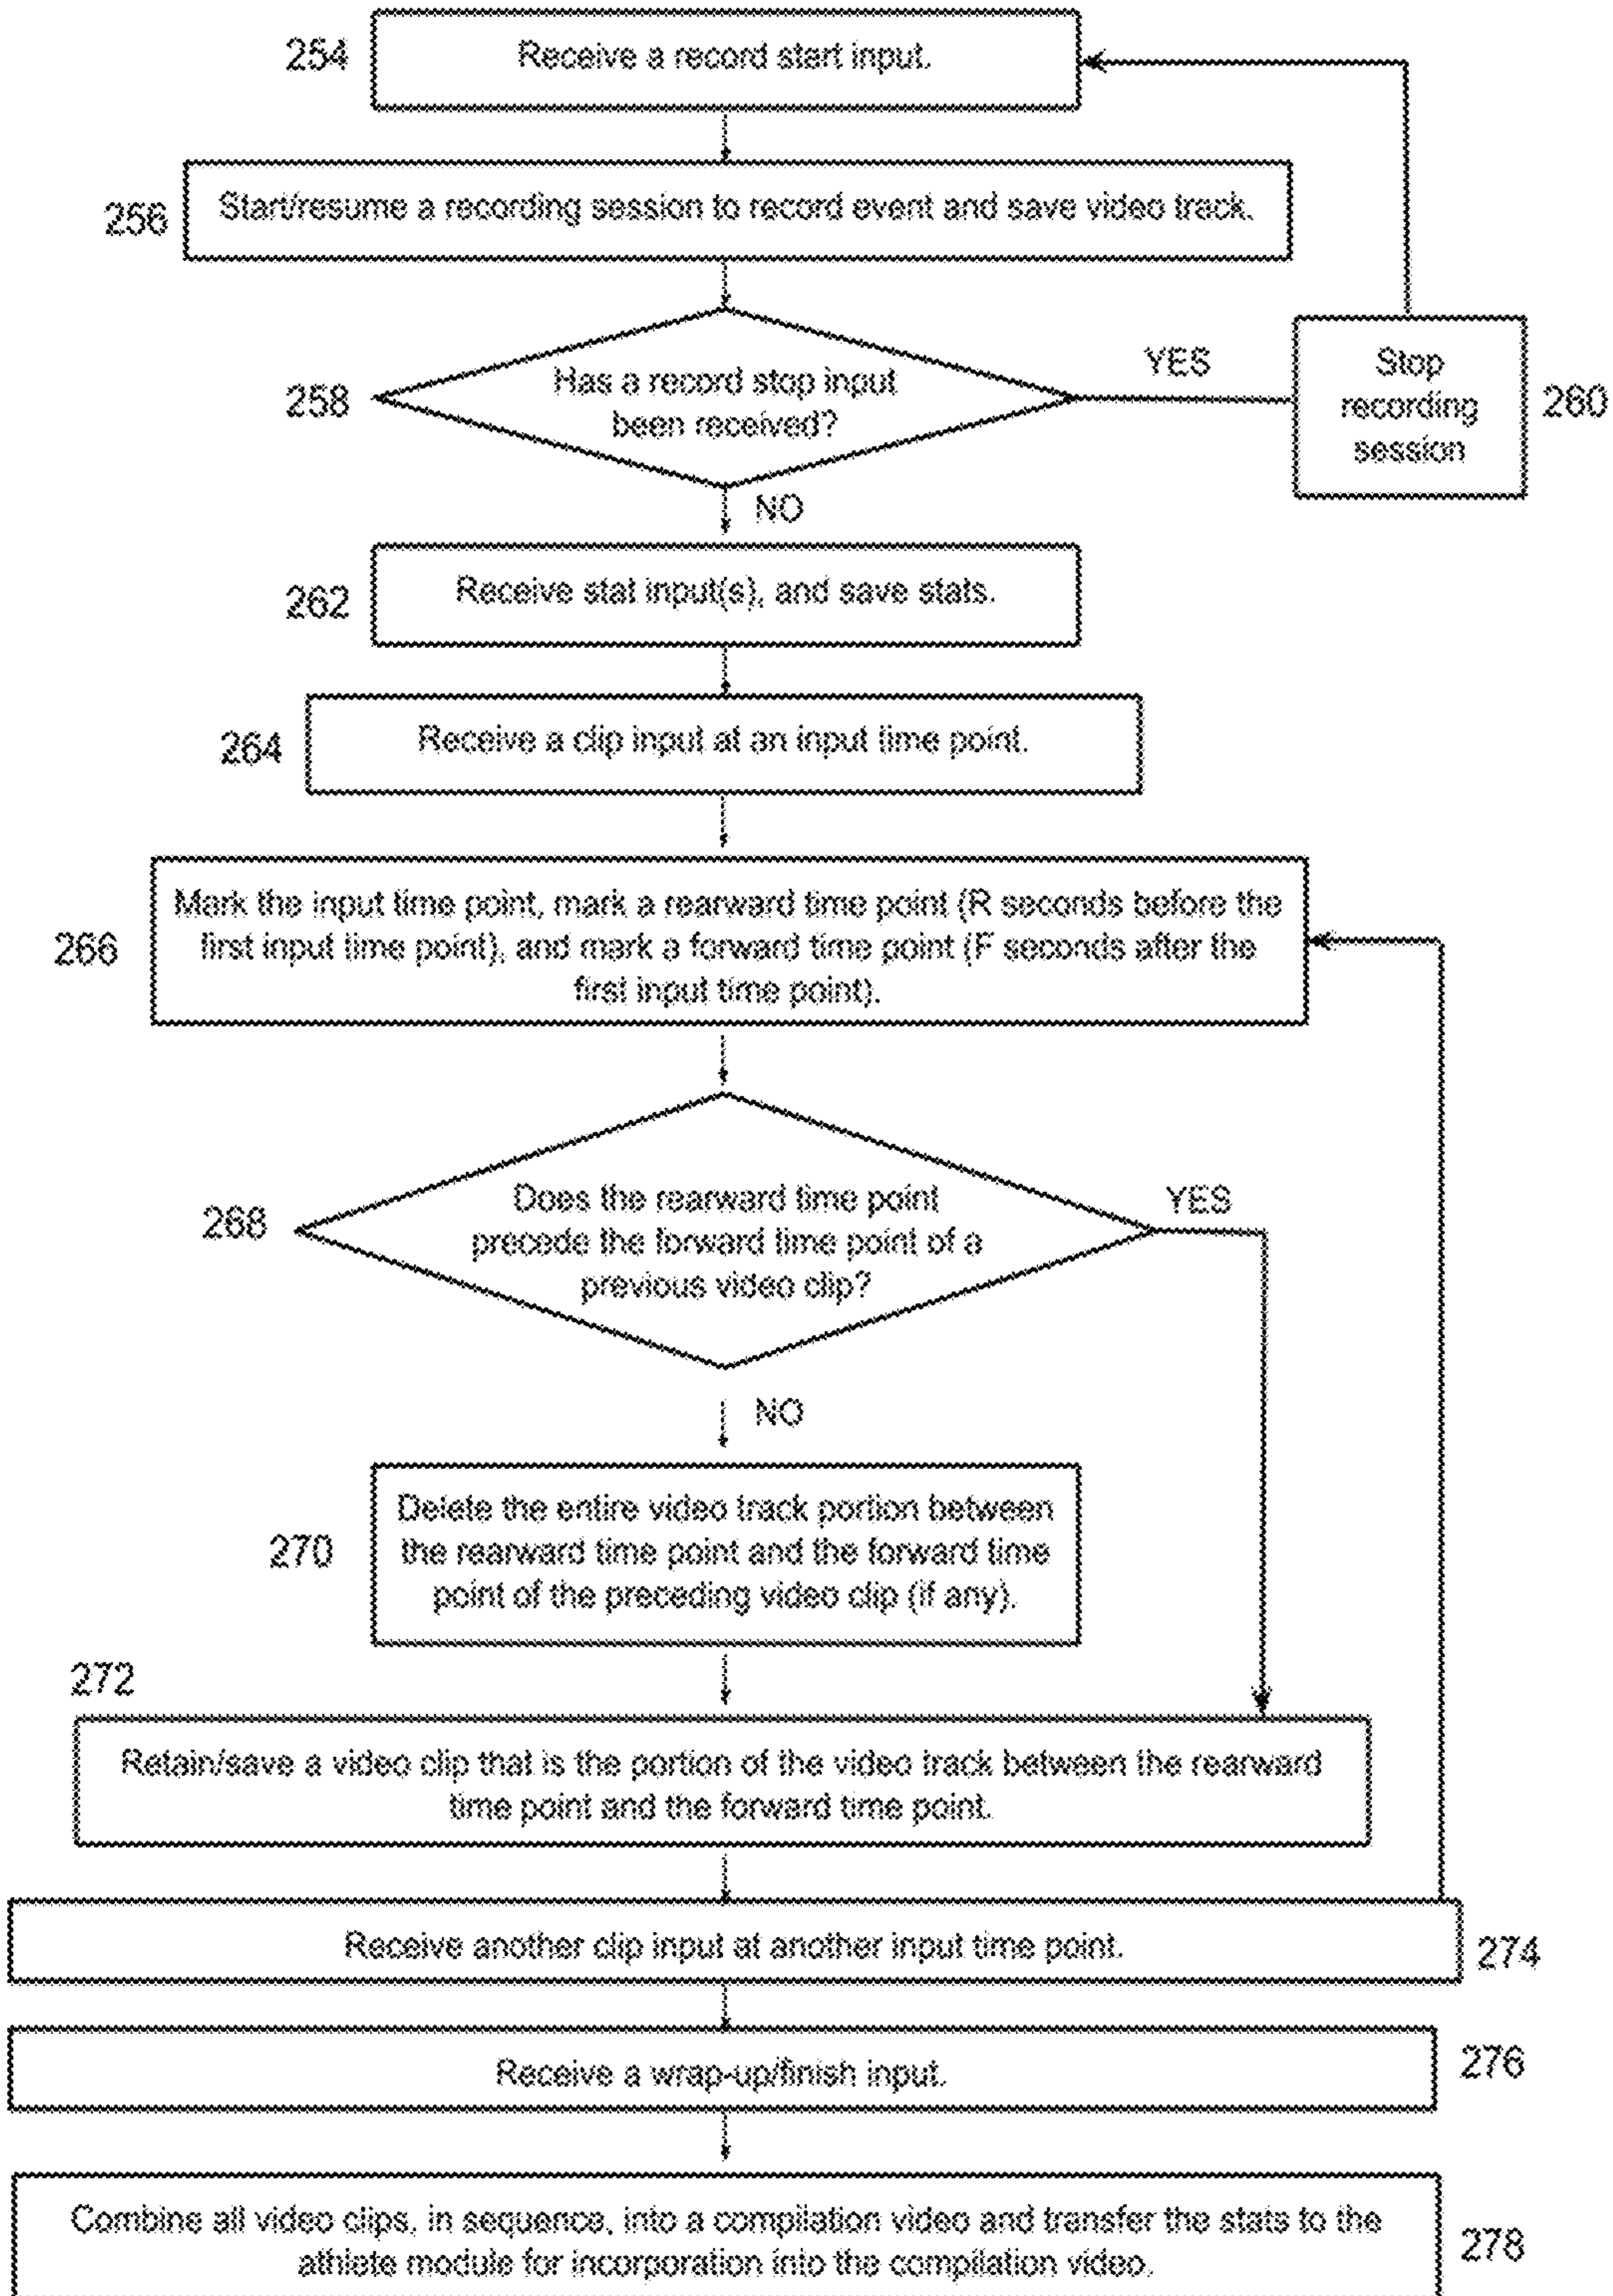 254
Receive a record start input.
256
Start/resume a recording session to record event and save video track.
258
Has a record stop input
been received?
YES
Stop
recording
session
260
NO
262
Receive stat input(s), and save stats.
264
Receive a clip input at an input time point.
266
Mark the input time point, mark a rearward time point (R seconds before the
first input time point), and mark a forward time point (F seconds after the
first input time point).
268
Does the rearward time point
precede the forward time point of a
previous video clip?
YES
NO
270
Delete the entire video track portion between
the rearward time point and the forward time
point of the preceding video clip (if any).
272
Retain/save a video clip that is the portion of the video track between the rearward
time point and the forward time point.
Receive another clip input at another input time point.
274
Receive a wrap-up/finish input.
276
Combine all video clips, in sequence, into a compilation video and transfer the stats to the
athlete module for incorporation into the compilation video.
278